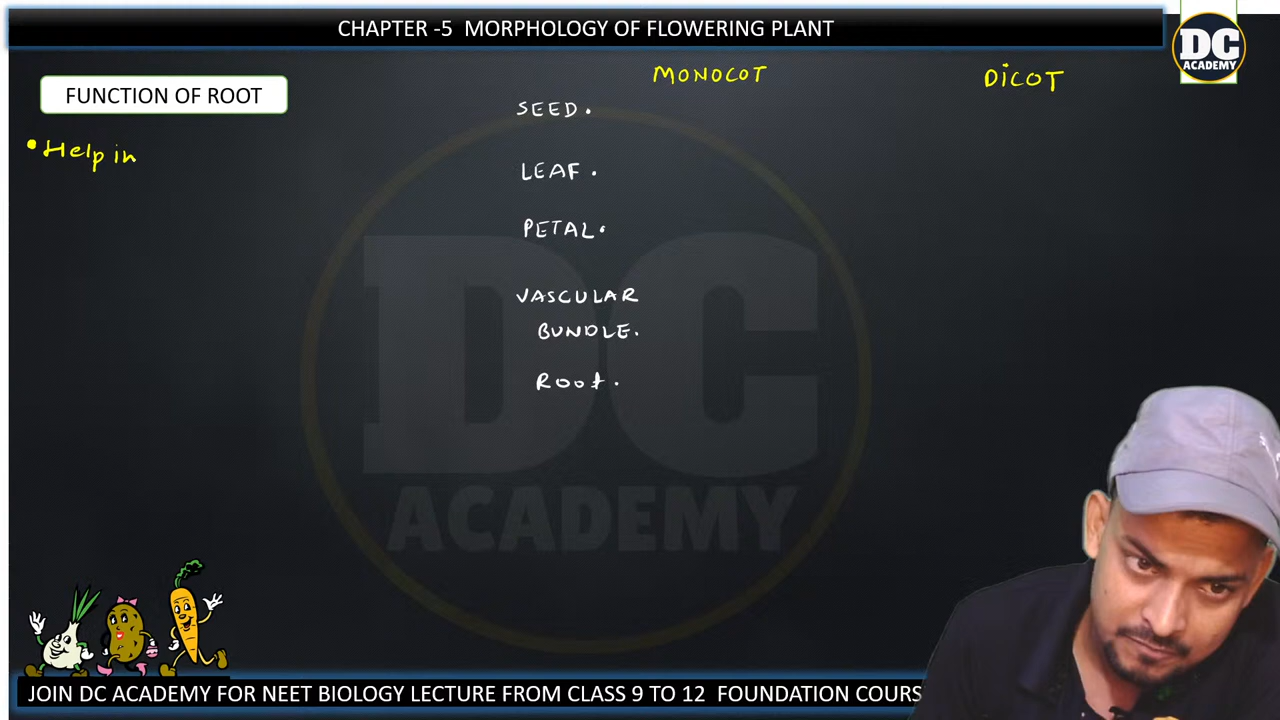 CHAPTER -5 MORPHOLOGY OF FLOWERING PLANT
DC
ACADEMY
FUNCTION OF ROOT
MONOCOT DICOT
SEED.
• Help in
LEAF.
PETAL.
VASCULAR
BUNDLE.
Root.
DC
ACADEMY
JOIN DC ACADEMY FOR NEET BIOLOGY LECTURE FROM CLASS 9 TO 12 FOUNDATION COURS